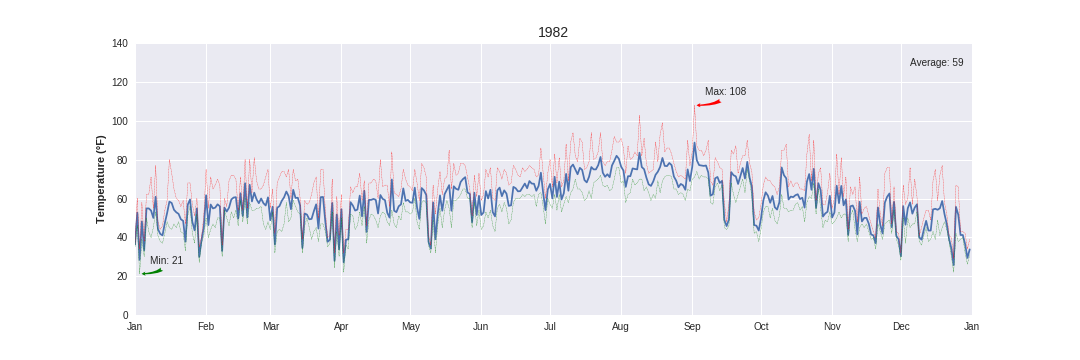 1982
140
Average: 59
120
Max: 108
100
80
60
40
Min: 21
20
0
Temperature (°F)
Jan Feb Mar Apr May Jun Jul Aug Sep Oct Nov Dec Jan